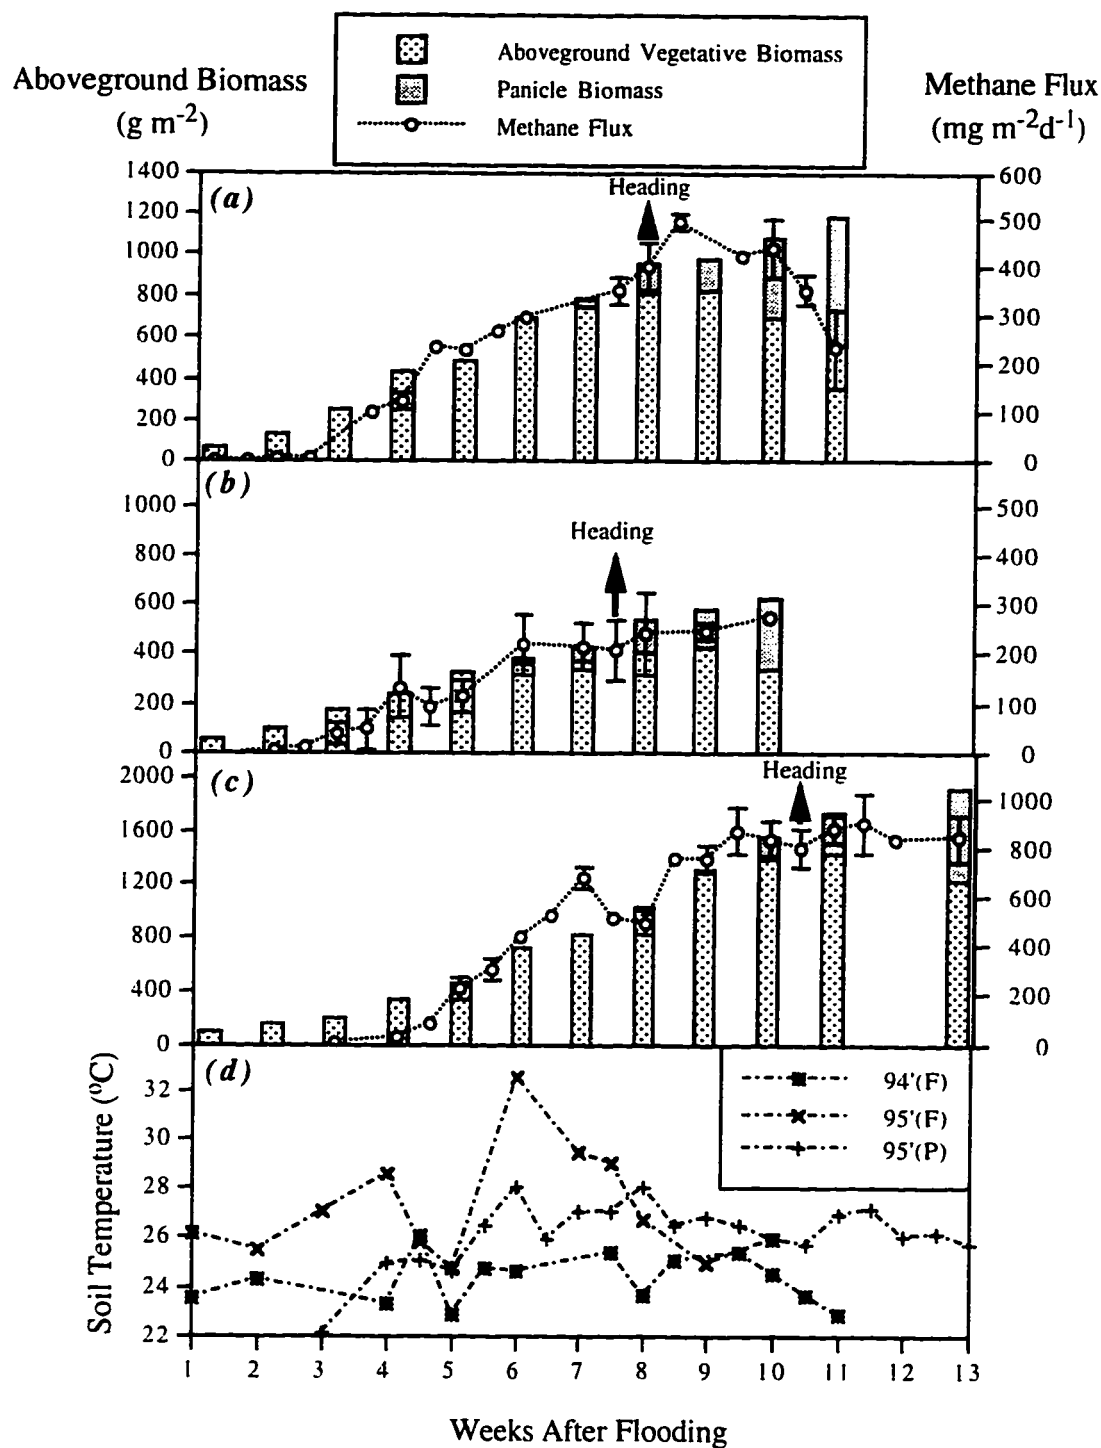 Aboveground Vegetative Biomass
Panicle Biomass
Methane Flux
Aboveground Biomass
(g m-2)
Methane Flux
(mg m-2d-1)
(a)
Heading
1400
1200
1000
800
600
400
200
0
600
500
400
300
200
100
0
(b)
Heading
1000
800
600
400
200
0
500
400
300
200
100
0
(c)
Heading
2000
1600
1200
800
400
0
1000
800
600
400
200
0
(d)
Soil Temperature (ºC)
32
30
28
26
24
22
94'(F)
95'(F)
95'(P)
1 2 3 4 5 6 7 8 9 10 11 12 13
Weeks After Flooding